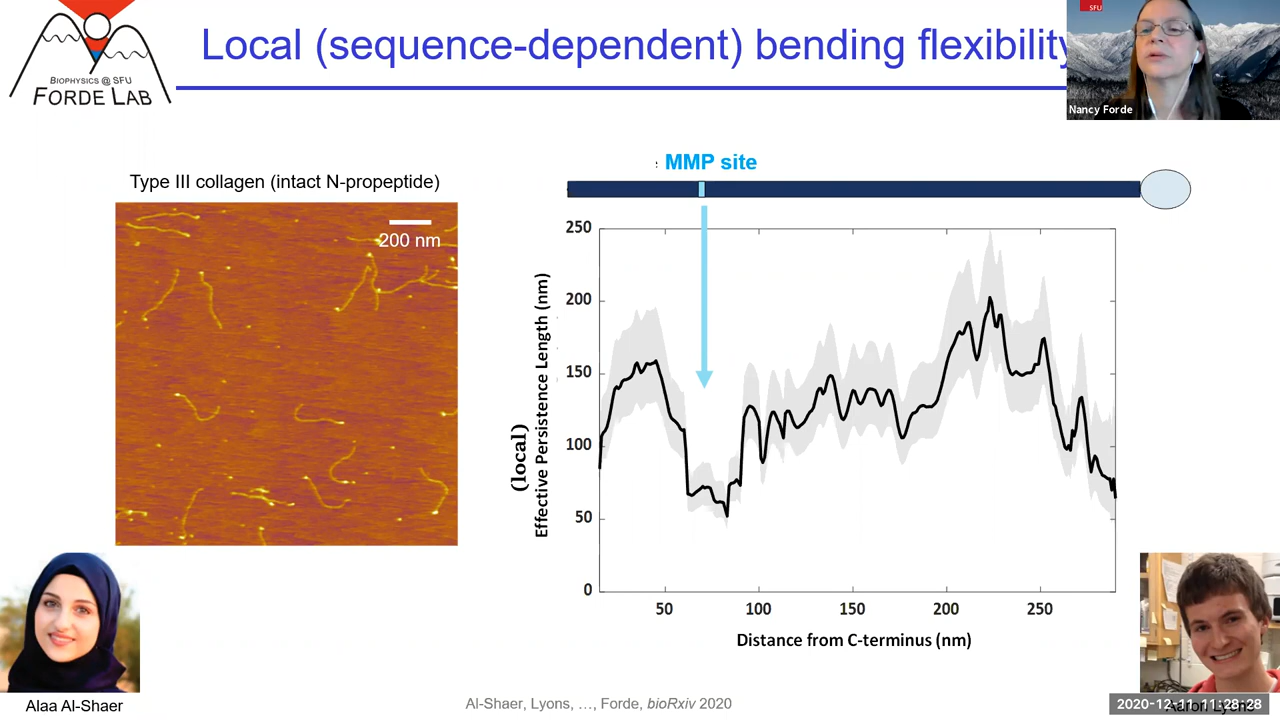 BIOPHYSICS @ SFU
FORDE LAB
Local (sequence-dependent) bending flexibility
SFU
Nancy Forde
Type III collagen (intact N-propeptide)
200 nm
MMP site
(local)
Effective Persistence Length (nm)
250
200
150
100
50
0
50 100 150 200 250
Distance from C-terminus (nm)
Alaa Al-Shaer
Al-Shaer, Lyons, …, Forde, bioRxiv 2020
2020-12-11 11:28:28
Aaron Lyons